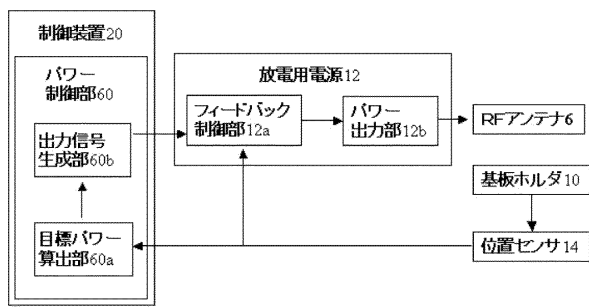 制御装置20
パワー
制御部60
出力信号
生成部60b
目標パワー
算出部60a
放電用電源12
フィードバック
制御部12a
パワー
出力部12b
RFアンテナ6
基板ホルダ10
位置センサ14